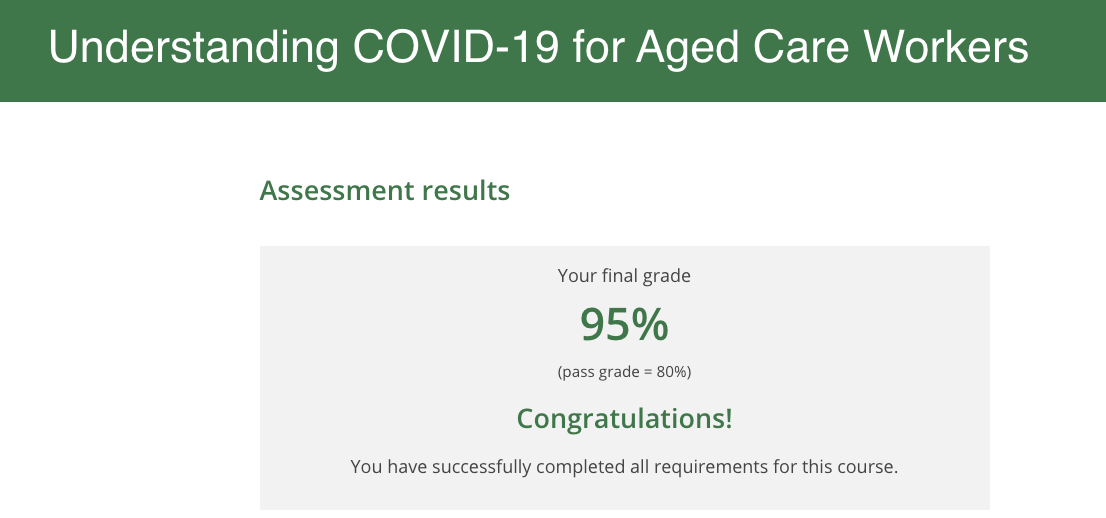 Understanding COVID-19 for Aged Care Workers
Assessment results
Your final grade
95%
(pass grade = 80%)
Congratulations!
You have successfully completed all requirements for this course.